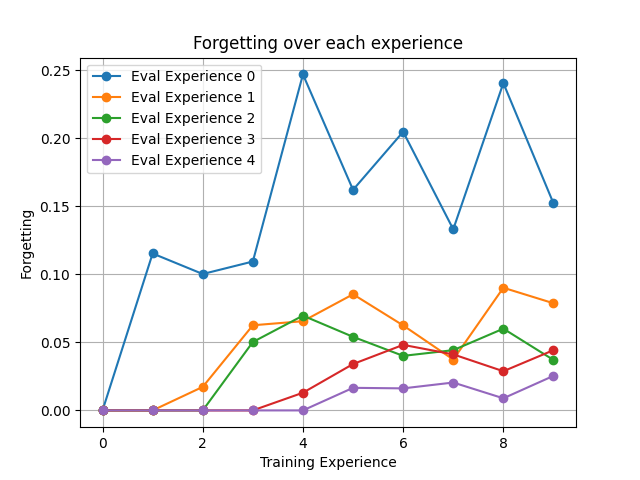 Forgetting over each experience
Eval Experience 0
Eval Experience 1
Eval Experience 2
Eval Experience 3
Eval Experience 4
0.25
0.20
0.15
0.10
0.05
0.00
Forgetting
0 2 4 6 8
Training Experience